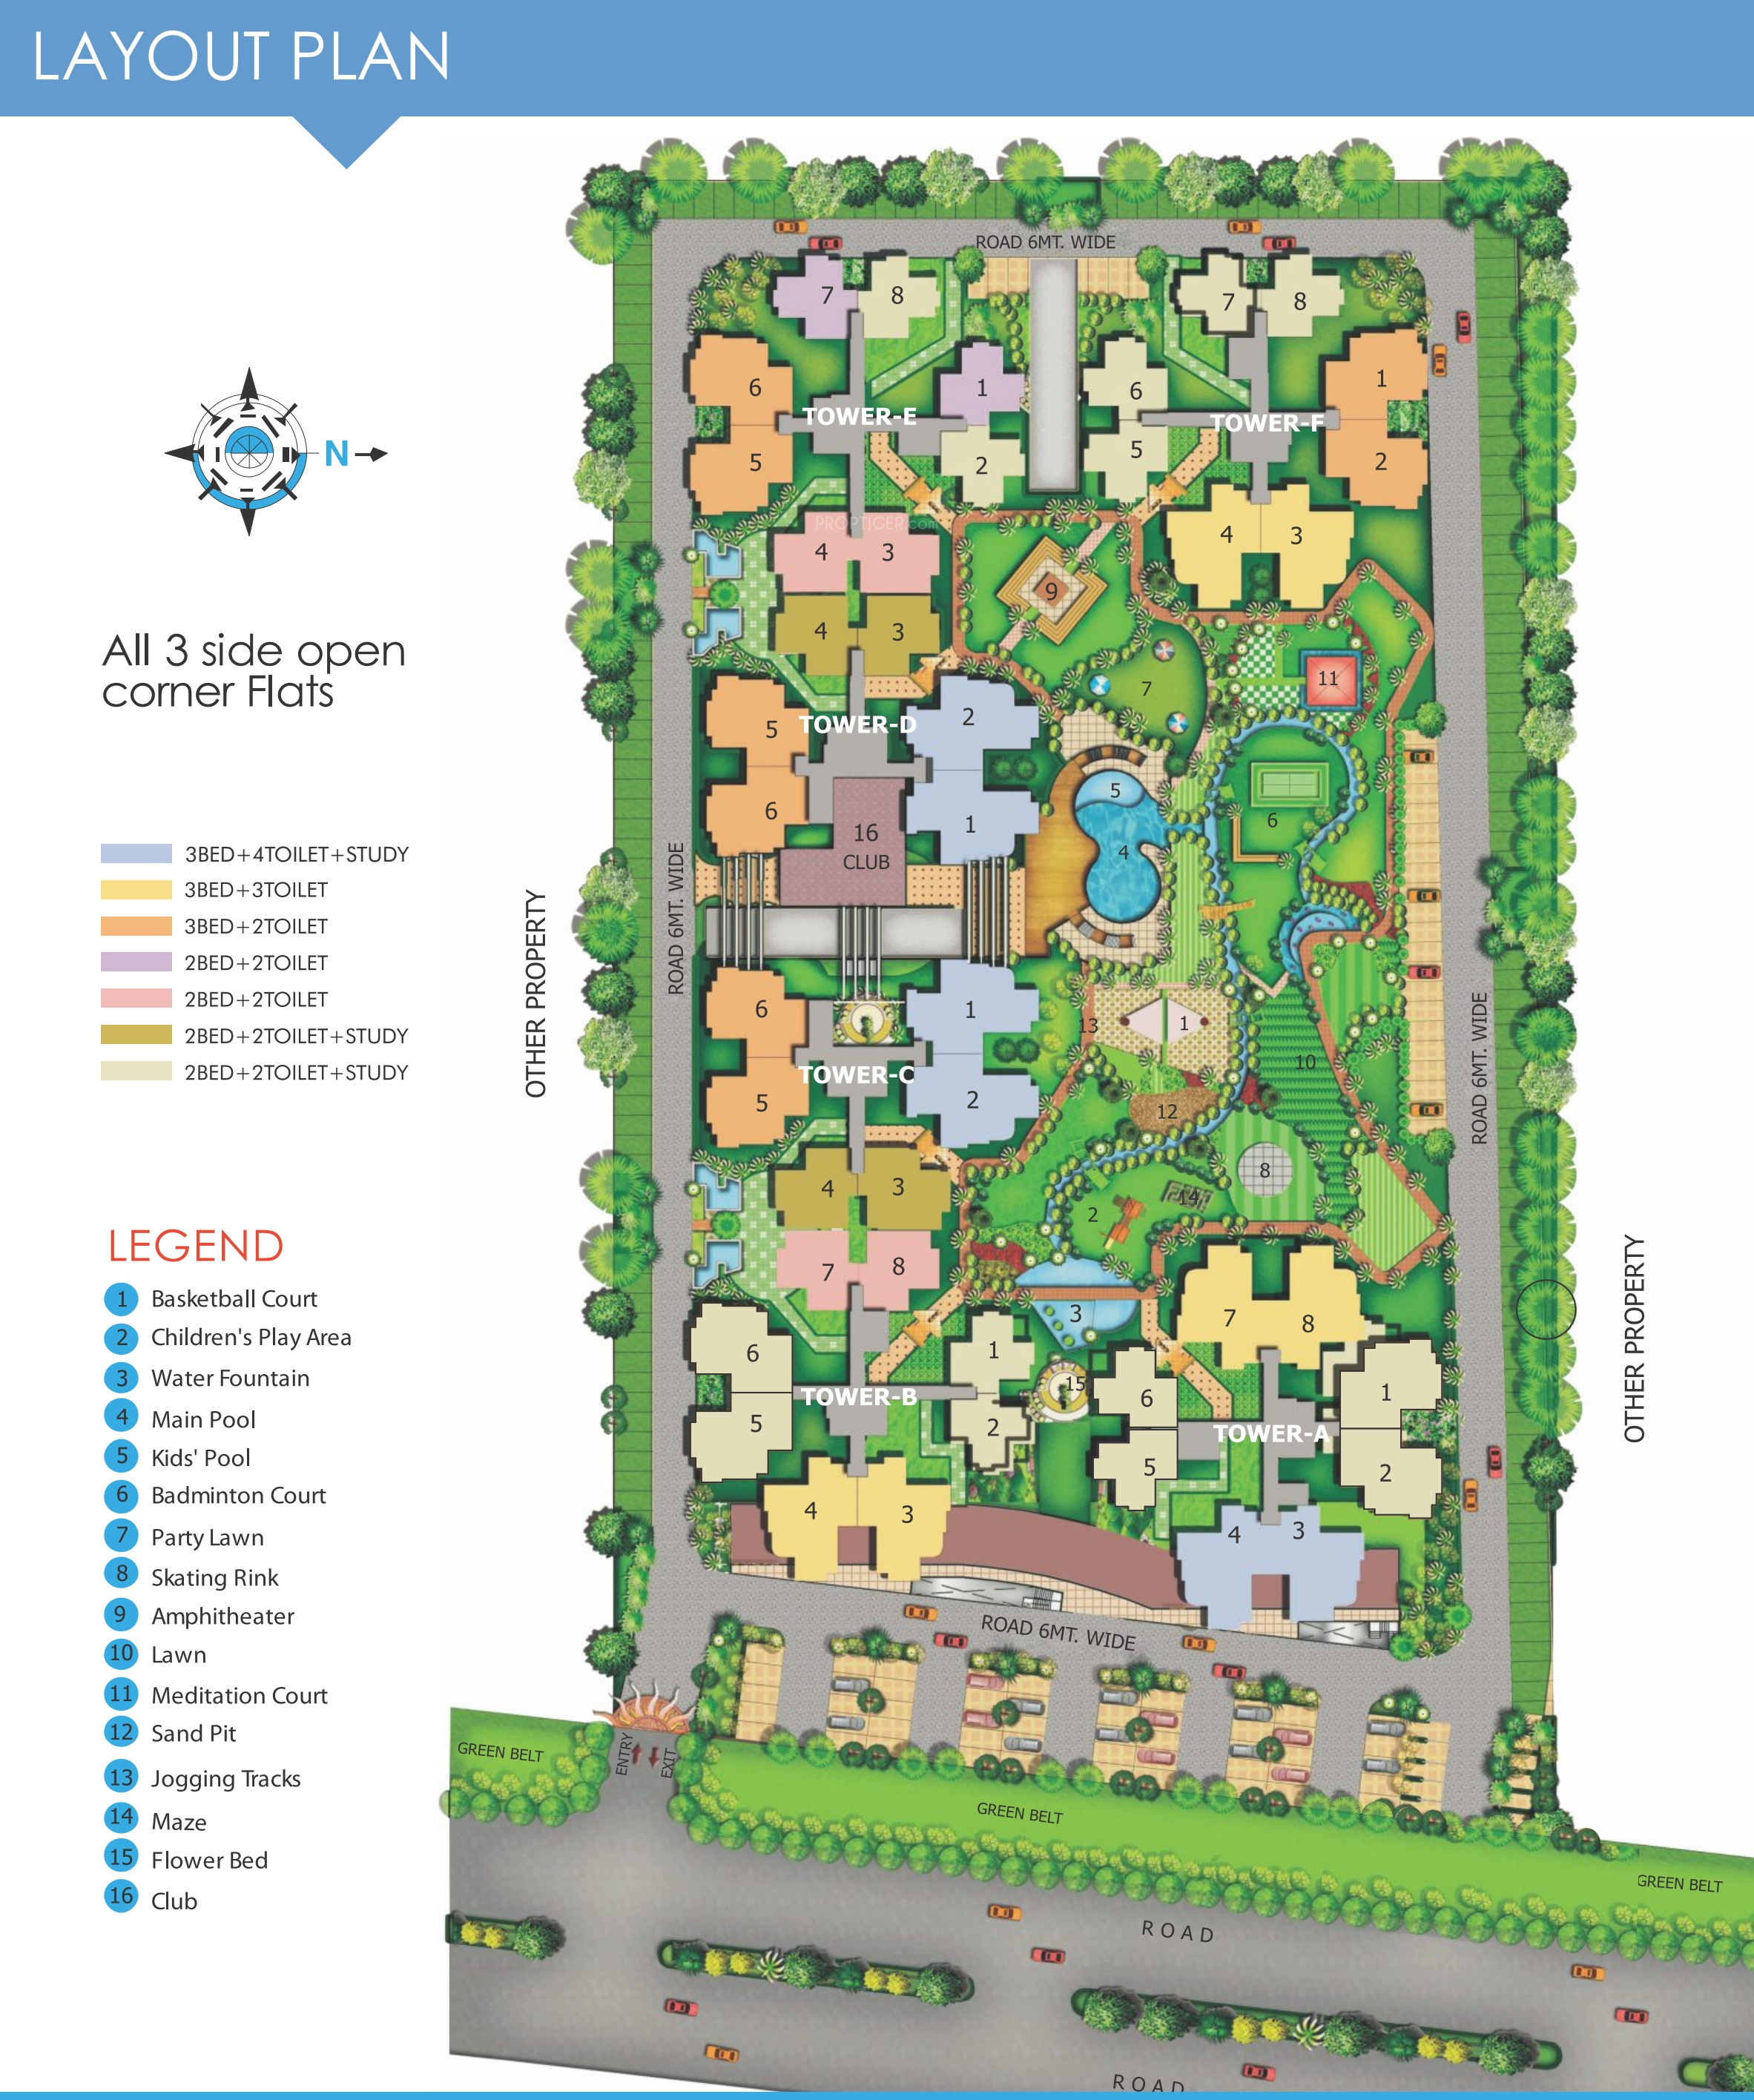 LAYOUT PLAN
N
All 3 side open
corner Flats
3BED+4TOILET+STUDY
3BED+3TOILET
3BED+2TOILET
2BED+2TOILET
2BED+2TOILET
2BED+2TOILET+STUDY
2BED+2TOILET+STUDY
LEGEND
1 Basketball Court
2 Children's Play Area
3 Water Fountain
4 Main Pool
5 Kids' Pool
6 Badminton Court
7 Party Lawn
8 Skating Rink
9 Amphitheater
10 Lawn
11 Meditation Court
12 Sand Pit
13 Jogging Tracks
14 Maze
15 Flower Bed
16 Club
ROAD 6MT. WIDE
7 8
7 8
6 1
6 1
TOWER-E
TOWER-F
5 2
5 2
PROPTIGER.com
4 3
4 3
9
4 3
11
7
5
TOWER-D
2
6
1
5
6
16
CLUB
4
ROAD 6MT. WIDE
OTHER PROPERTY
6
1
13
1
10
TOWER-C
5
2
12
ROAD 6MT. WIDE
4 3
8
14
2
7 8
3
7 8
OTHER PROPERTY
6
1
15
6
1
TOWER-B
5
2
TOWER-A
5
2
4 3
4 3
ROAD 6MT. WIDE
ENTRY
EXIT
GREEN BELT
GREEN BELT
GREEN BELT
ROAD
ROAD